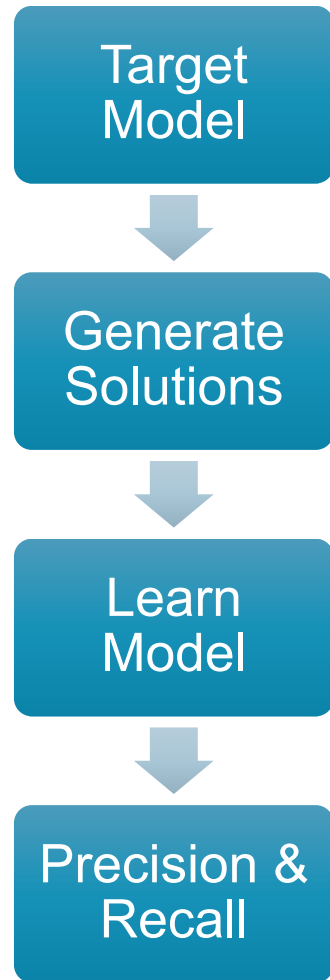 Target
Model
Generate
Solutions
Learn
Model
Precision &
Recall